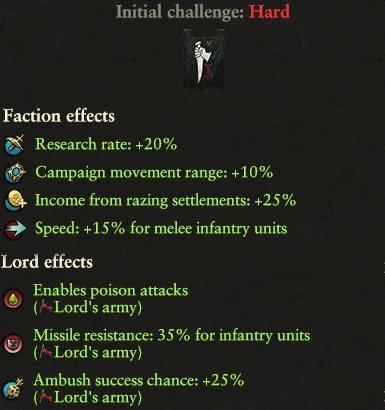 Initial challenge: Hard
Faction effects
Research rate: +20%
Campaign movement range: +10%
Income from razing settlements: +25%
Speed: +15% for melee infantry units
Lord effects
Enables poison attacks
(Lord's army)
Missile resistance: 35% for infantry units
(Lord's army)
Ambush success chance: +25%
(Lord's army)